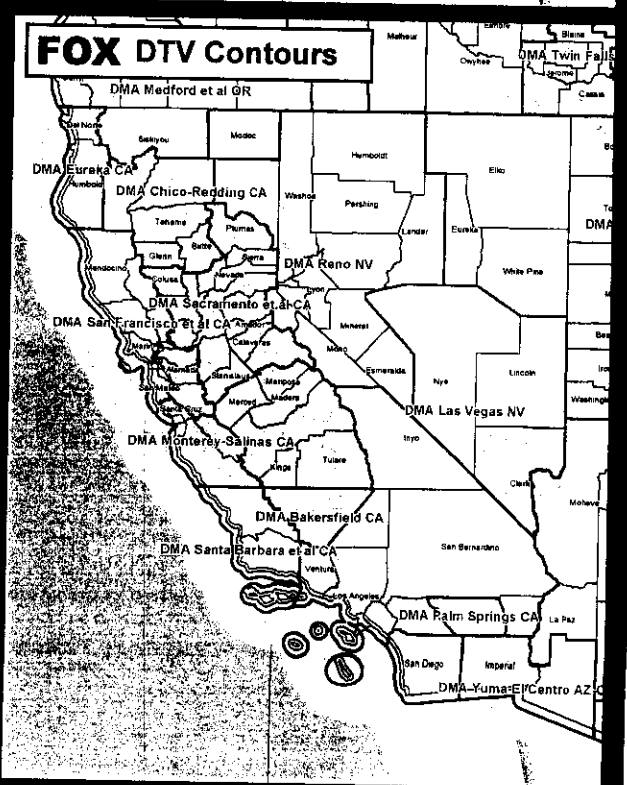 FOX DTV Contours
Malheur
Owyhee
Blaine
DMA Twin Falls
Jerome
Cassia
DMA Medford et al OR
Del Norte
Siskiyou
Modoc
Humboldt
Elko
DMA Eureka CA
Humbold
DMA Chico-Redding CA
Washoe
Pershing
Lander
Eureka
Tehama
Plumas
Butte
Glenn
Sierra
DMA
Mendocino
Colusa
Nevada
DMA Reno NV
White Pine
Lyon
DMA Sacramento et al CA
DMA San Francisco et al CA
Amador
Mineral
Marin
Calaveras
Mono
Alameda
Stanislaus
Esmeralda
Nye
Lincoln
San Mateo
Mariposa
Merced
Madera
Washing
Santa Cruz
DMA Las Vegas NV
DMA Monterey-Salinas CA
Inyo
Kings
Tulare
Clark
Mohave
DMA Bakersfield CA
DMA Santa Barbara et al CA
San Bernardino
Ventura
Los Angeles
DMA Palm Springs CA
La Paz
San Diego
Imperial
DMA Yuma-El Centro AZ C